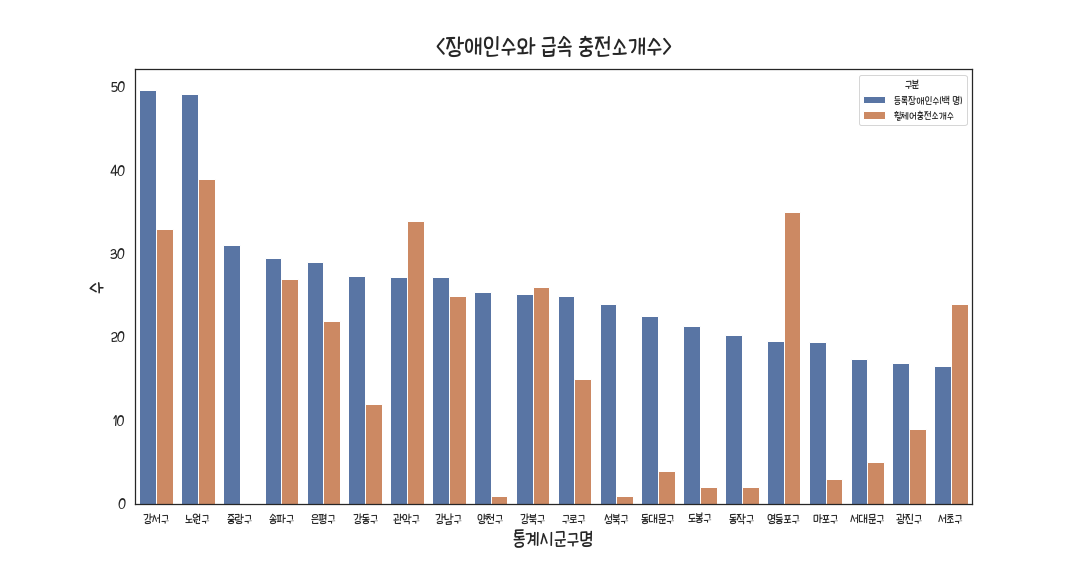 <장애인수와 급속 충전소개수>
구분
등록장애인수(백 명)
휠체어충전소개수
50
40
30
20
10
0
수
강서구 노원구 중랑구 송파구 은평구 강동구 관악구 강남구 양천구 강북구 구로구 성북구 동대문구 도봉구 동작구 영등포구 마포구 서대문구 광진구 서초구
통계시군구명